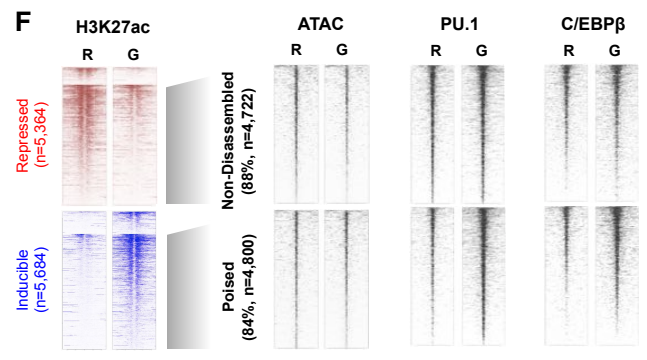 F
H3K27ac
ATAC
PU.1
C/EBPβ
R G
R G
R G
R G
Repressed
(n=5,364)
Non-Disassembled
(88%, n=4,722)
Inducible
(n=5,684)
Poised
(84%, n=4,800)